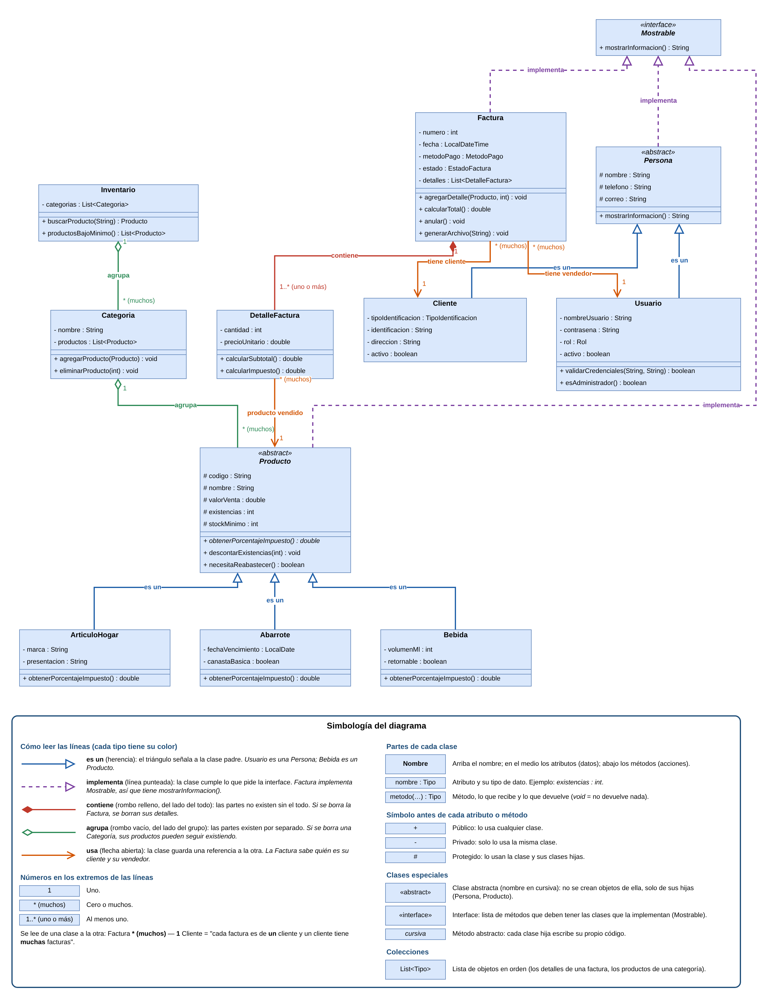 «interface»
Mostrable
+ mostrarInformacion() : String
implementa
implementa
Factura
- numero : int
- fecha : LocalDateTime
- metodoPago : MetodoPago
- estado : EstadoFactura
- detalles : List<DetalleFactura>
+ agregarDetalle(Producto, int) : void
+ calcularTotal() : double
+ anular() : void
+ generarArchivo(String) : void
«abstract»
Persona
# nombre : String
# telefono : String
# correo : String
+ mostrarInformacion() : String
Inventario
- categorias : List<Categoria>
+ buscarProducto(String) : Producto
+ productosBajoMinimo() : List<Producto>
1
agrupa
* (muchos)
contiene
1
1..* (uno o más)
* (muchos)
* (muchos)
tiene cliente
1
es un
tiene vendedor
1
es un
Categoria
- nombre : String
- productos : List<Producto>
+ agregarProducto(Producto) : void
+ eliminarProducto(int) : void
DetalleFactura
- cantidad : int
- precioUnitario : double
+ calcularSubtotal() : double
+ calcularImpuesto() : double
Cliente
- tipoIdentificacion : TipoIdentificacion
- identificacion : String
- direccion : String
- activo : boolean
Usuario
- nombreUsuario : String
- contrasena : String
- rol : Rol
- activo : boolean
+ validarCredenciales(String, String) : boolean
+ esAdministrador() : boolean
1
agrupa
* (muchos)
* (muchos)
producto vendido
1
implementa
«abstract»
Producto
# codigo : String
# nombre : String
# valorVenta : double
# existencias : int
# stockMinimo : int
+ obtenerPorcentajeImpuesto() : double
+ descontarExistencias(int) : void
+ necesitaReabastecer() : boolean
es un
es un
es un
ArticuloHogar
- marca : String
- presentacion : String
+ obtenerPorcentajeImpuesto() : double
Abarrote
- fechaVencimiento : LocalDate
- canastaBasica : boolean
+ obtenerPorcentajeImpuesto() : double
Bebida
- volumenMl : int
- retornable : boolean
+ obtenerPorcentajeImpuesto() : double
Simbología del diagrama
Cómo leer las líneas (cada tipo tiene su color)
es un (herencia): el triángulo señala a la clase padre. Usuario es una Persona; Bebida es un
Producto.
implementa (línea punteada): la clase cumple lo que pide la interface. Factura implementa
Mostrable, así que tiene mostrarInformacion().
contiene (rombo relleno, del lado del todo): las partes no existen sin el todo. Si se borra la
Factura, se borran sus detalles.
agrupa (rombo vacío, del lado del grupo): las partes existen por separado. Si se borra una
Categoría, sus productos pueden seguir existiendo.
usa (flecha abierta): la clase guarda una referencia a la otra. La Factura sabe quién es su
cliente y su vendedor.
Números en los extremos de las líneas
1 Uno.
* (muchos) Cero o muchos.
1..* (uno o más) Al menos uno.
Se lee de una clase a la otra: Factura * (muchos) — 1 Cliente = "cada factura es de un cliente y un cliente tiene
muchas facturas".
Partes de cada clase
Nombre Arriba el nombre; en el medio los atributos (datos); abajo los métodos (acciones).
nombre : Tipo Atributo y su tipo de dato. Ejemplo: existencias : int.
metodo(…) : Tipo Método, lo que recibe y lo que devuelve (void = no devuelve nada).
Símbolo antes de cada atributo o método
+ Público: lo usa cualquier clase.
- Privado: solo lo usa la misma clase.
# Protegido: lo usan la clase y sus clases hijas.
Clases especiales
«abstract» Clase abstracta (nombre en cursiva): no se crean objetos de ella, solo de sus hijas
(Persona, Producto).
«interface» Interface: lista de métodos que deben tener las clases que la implementan (Mostrable).
cursiva Método abstracto: cada clase hija escribe su propio código.
Colecciones
List<Tipo> Lista de objetos en orden (los detalles de una factura, los productos de una categoría).